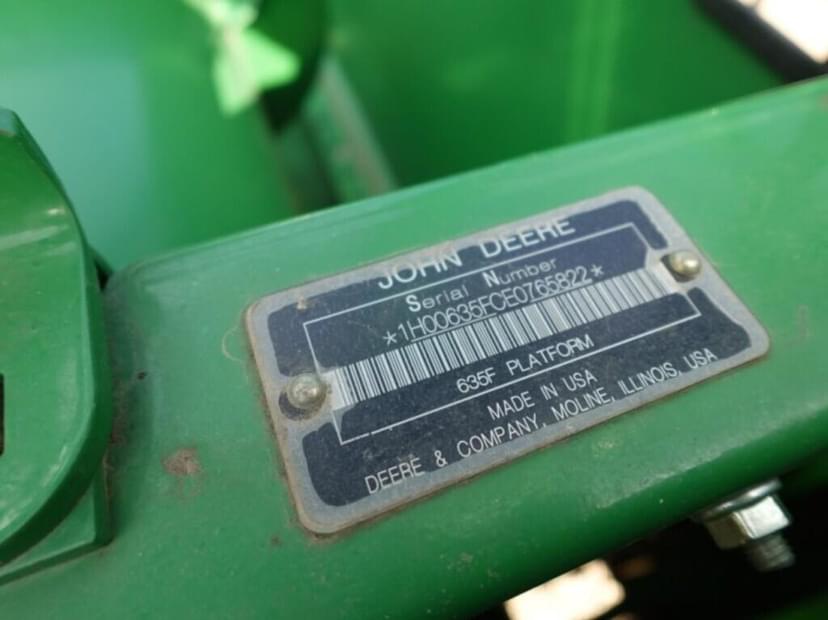 JOHN DEERE
Serial Number
*1H00635FCE0765822*
635F PLATFORM
MADE IN USA
DEERE & COMPANY, MOLINE, ILLINOIS, USA